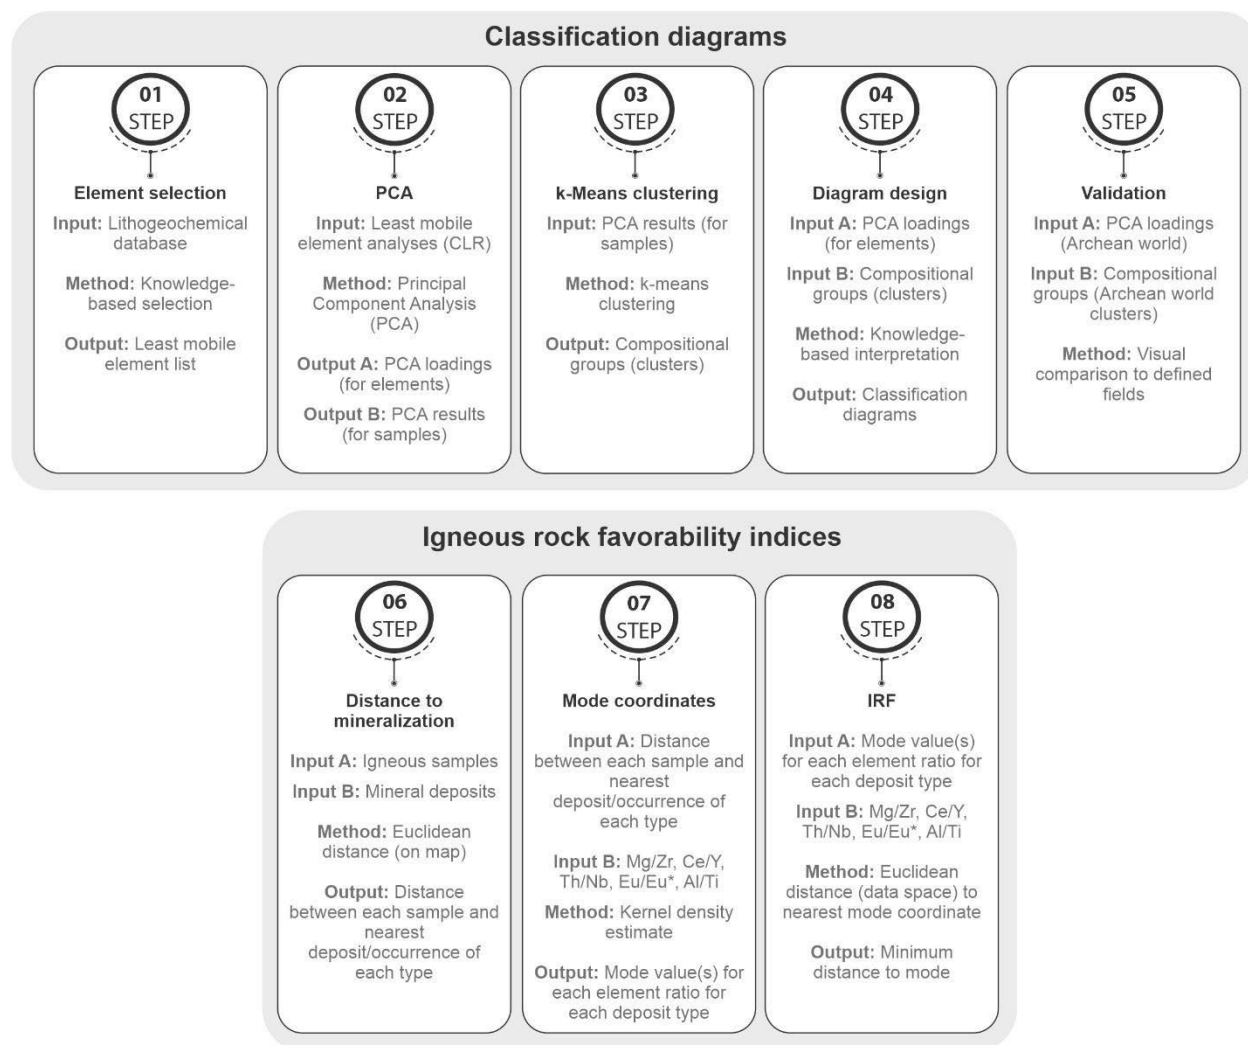 Classification diagrams
01
STEP
Element selection
Input: Lithogeochemical
database
Method: Knowledge-
based selection
Output: Least mobile
element list
02
STEP
PCA
Input: Least mobile
element analyses (CLR)
Method: Principal
Component Analysis
(PCA)
Output A: PCA loadings
(for elements)
Output B: PCA results
(for samples)
03
STEP
k-Means clustering
Input: PCA results (for
samples)
Method: k-means
clustering
Output: Compositional
groups (clusters)
04
STEP
Diagram design
Input A: PCA loadings
(for elements)
Input B: Compositional
groups (clusters)
Method: Knowledge-
based interpretation
Output: Classification
diagrams
05
STEP
Validation
Input A: PCA loadings
(Archean world)
Input B: Compositional
groups (Archean world
clusters)
Method: Visual
comparison to defined
fields
Igneous rock favorability indices
06
STEP
Distance to
mineralization
Input A: Igneous samples
Input B: Mineral deposits
Method: Euclidean
distance (on map)
Output: Distance
between each sample and
nearest
deposit/occurrence of
each type
07
STEP
Mode coordinates
Input A: Distance
between each sample and
nearest
deposit/occurrence of
each type
Input B: Mg/Zr, Ce/Y,
Th/Nb, Eu/Eu*, Al/Ti
Method: Kernel density
estimate
Output: Mode value(s) for
each element ratio for
each deposit type
08
STEP
IRF
Input A: Mode value(s)
for each element ratio for
each deposit type
Input B: Mg/Zr, Ce/Y,
Th/Nb, Eu/Eu*, Al/Ti
Method: Euclidean
distance (data space) to
nearest mode coordinate
Output: Minimum
distance to mode